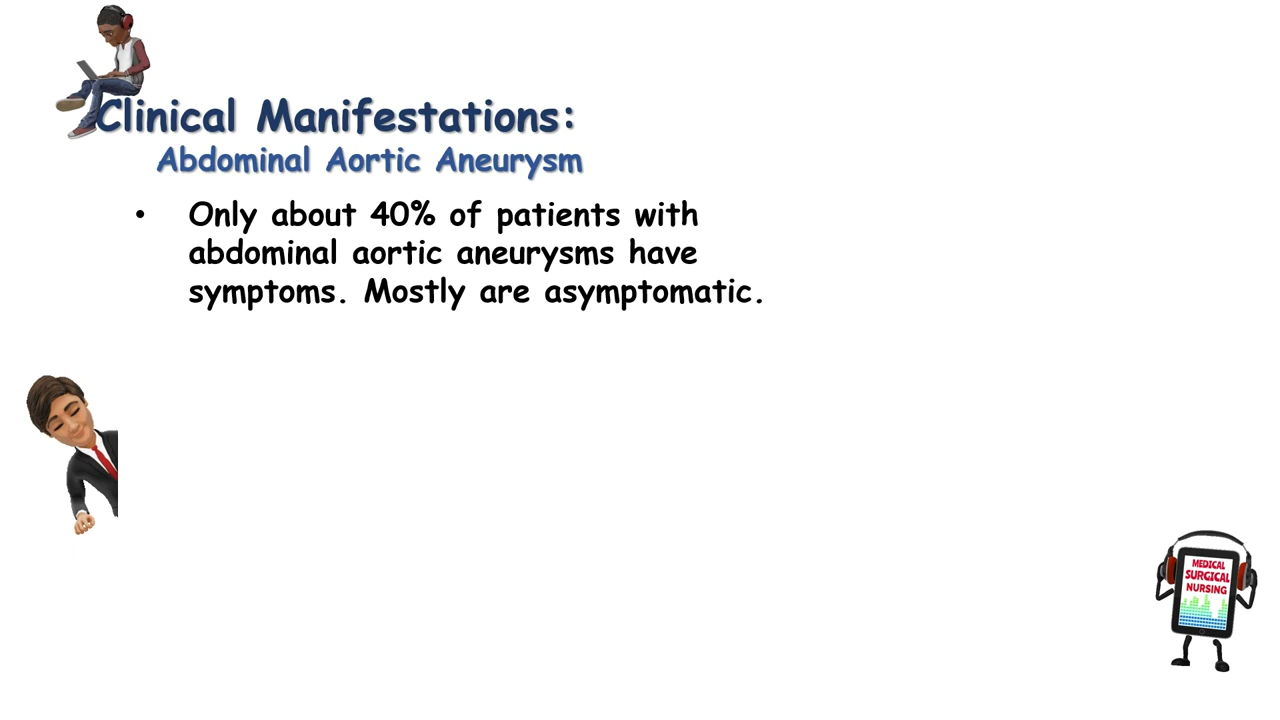 Clinical Manifestations:
Abdominal Aortic Aneurysm
• Only about 40% of patients with
abdominal aortic aneurysms have
symptoms. Mostly are asymptomatic.
MEDICAL
SURGICAL
NURSING